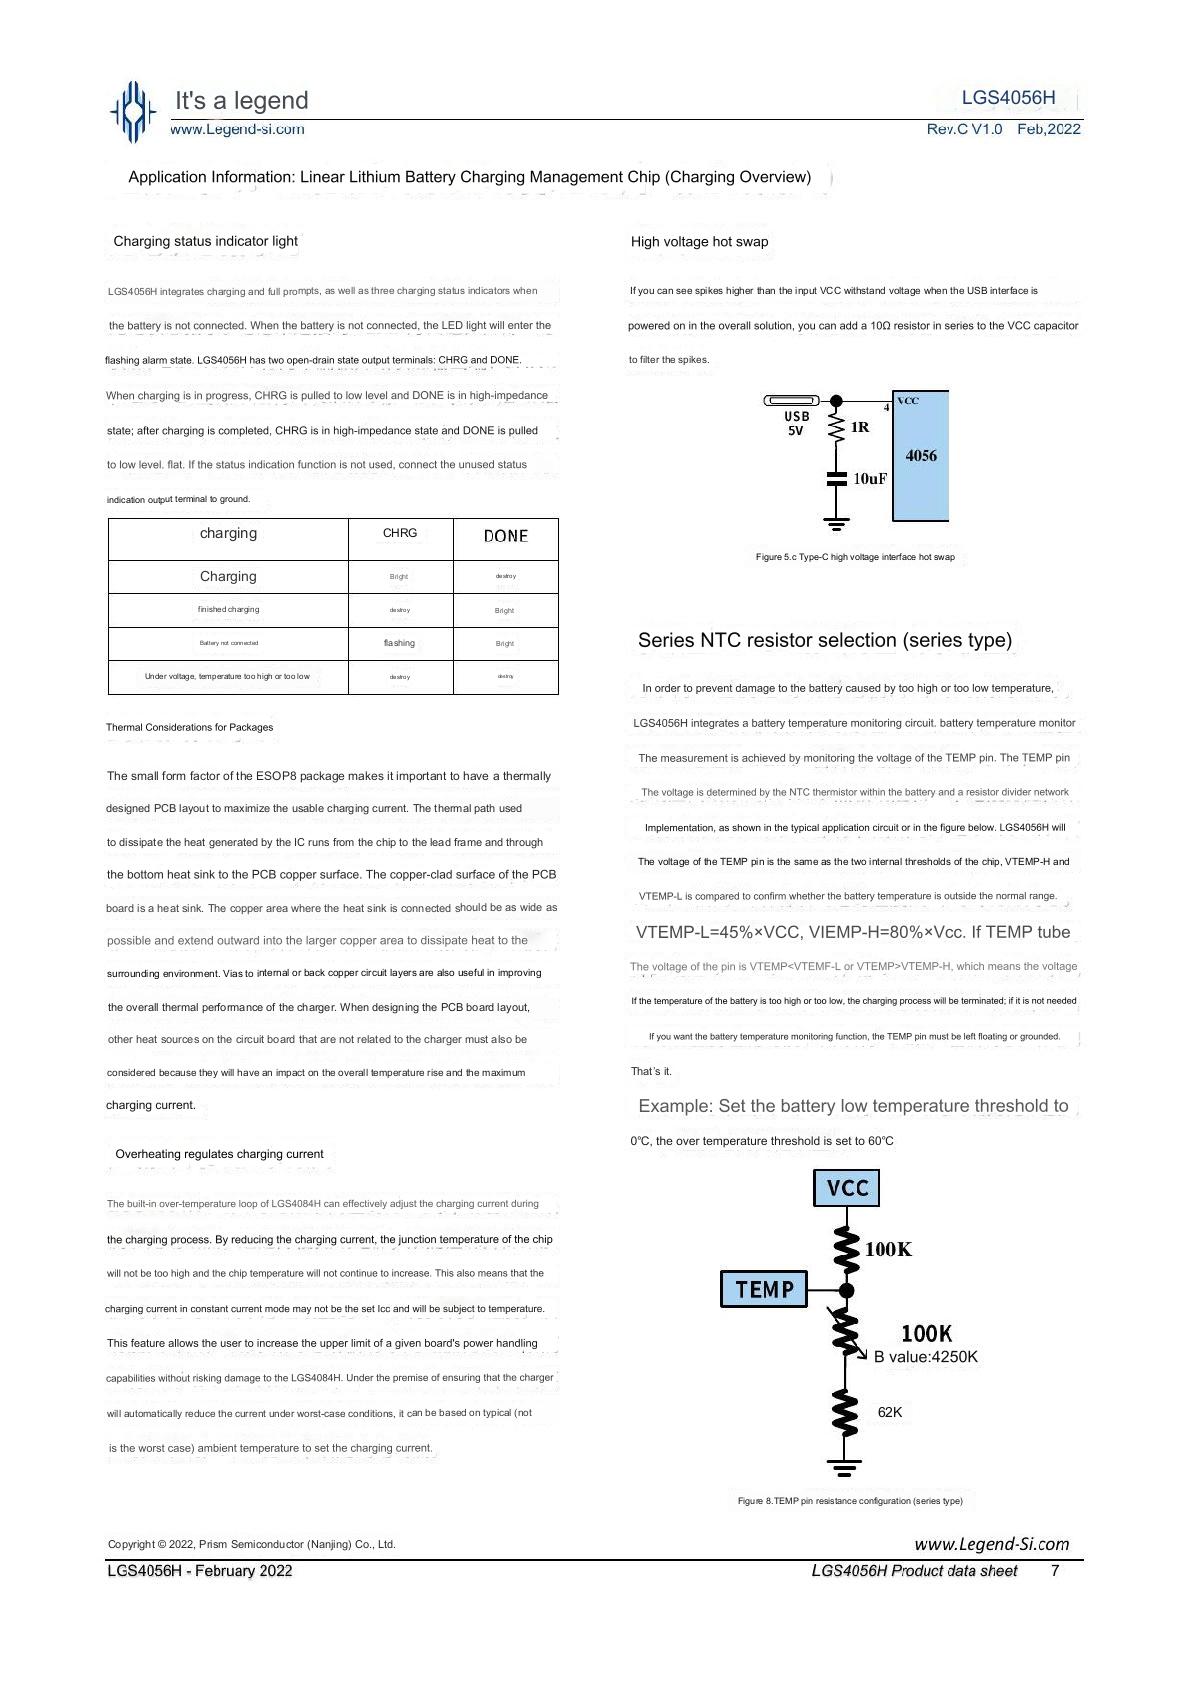 It's a legend
LGS4056H
www.Legend-si.com
Rev.C V1.0 Feb,2022
Application Information: Linear Lithium Battery Charging Management Chip (Charging Overview)
Charging status indicator light
LGS4056H integrates charging and full prompts, as well as three charging status indicators when
the battery is not connected. When the battery is not connected, the LED light will enter the
flashing alarm state. LGS4056H has two open-drain state output terminals: CHRG and DONE.
When charging is in progress, CHRG is pulled to low level and DONE is in high-impedance
state; after charging is completed, CHRG is in high-impedance state and DONE is pulled
to low level. flat. If the status indication function is not used, connect the unused status
indication output terminal to ground.
charging CHRG DONE
Charging Bright destroy
finished charging destroy Bright
Battery not connected flashing Bright
Under voltage, temperature too high or too low destroy destroy
Thermal Considerations for Packages
The small form factor of the ESOP8 package makes it important to have a thermally
designed PCB layout to maximize the usable charging current. The thermal path used
to dissipate the heat generated by the IC runs from the chip to the lead frame and through
the bottom heat sink to the PCB copper surface. The copper-clad surface of the PCB
board is a heat sink. The copper area where the heat sink is connected should be as wide as
possible and extend outward into the larger copper area to dissipate heat to the
surrounding environment. Vias to internal or back copper circuit layers are also useful in improving
the overall thermal performance of the charger. When designing the PCB board layout,
other heat sources on the circuit board that are not related to the charger must also be
considered because they will have an impact on the overall temperature rise and the maximum
charging current.
Overheating regulates charging current
The built-in over-temperature loop of LGS4084H can effectively adjust the charging current during
the charging process. By reducing the charging current, the junction temperature of the chip
will not be too high and the chip temperature will not continue to increase. This also means that the
charging current in constant current mode may not be the set Icc and will be subject to temperature.
This feature allows the user to increase the upper limit of a given board's power handling
capabilities without risking damage to the LGS4084H. Under the premise of ensuring that the charger
will automatically reduce the current under worst-case conditions, it can be based on typical (not
is the worst case) ambient temperature to set the charging current.
High voltage hot swap
If you can see spikes higher than the input VCC withstand voltage when the USB interface is
powered on in the overall solution, you can add a 10Ω resistor in series to the VCC capacitor
to filter the spikes.
USB
5V
1R
10uF
4
VCC
4056
Figure 5.c Type-C high voltage interface hot swap
Series NTC resistor selection (series type)
In order to prevent damage to the battery caused by too high or too low temperature,
LGS4056H integrates a battery temperature monitoring circuit. battery temperature monitor
The measurement is achieved by monitoring the voltage of the TEMP pin. The TEMP pin
The voltage is determined by the NTC thermistor within the battery and a resistor divider network
Implementation, as shown in the typical application circuit or in the figure below. LGS4056H will
The voltage of the TEMP pin is the same as the two internal thresholds of the chip, VTEMP-H and
VTEMP-L is compared to confirm whether the battery temperature is outside the normal range.
VTEMP-L=45%×VCC, VIEMP-H=80%×Vcc. If TEMP tube
The voltage of the pin is VTEMP<VTEMF-L or VTEMP>VTEMP-H, which means the voltage
If the temperature of the battery is too high or too low, the charging process will be terminated; if it is not needed
If you want the battery temperature monitoring function, the TEMP pin must be left floating or grounded.
That's it.
Example: Set the battery low temperature threshold to
0℃, the over temperature threshold is set to 60℃
VCC
100K
TEMP
100K
B value:4250K
62K
Figure 8.TEMP pin resistance configuration (series type)
Copyright © 2022, Prism Semiconductor (Nanjing) Co., Ltd.
www.Legend-Si.com
LGS4056H - February 2022
LGS4056H Product data sheet 7